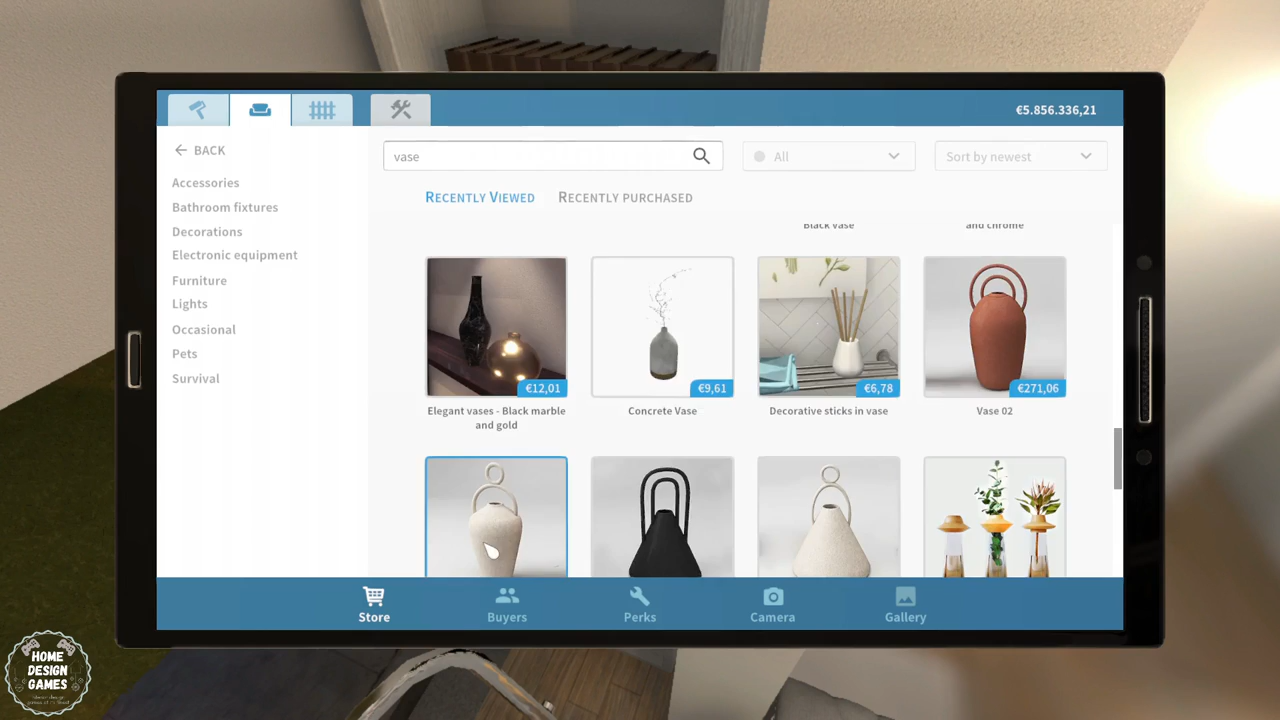 €5.856.336,21
BACK
vase
All
Sort by newest
RECENTLY VIEWED
RECENTLY PURCHASED
Accessories
Bathroom fixtures
Decorations
Electronic equipment
Furniture
Lights
Occasional
Pets
Survival
Black vase
and chrome
€12,01
€9,61
€6,78
€271,06
Elegant vases - Black marble
and gold
Concrete Vase
Decorative sticks in vase
Vase 02
Store
Buyers
Perks
Camera
Gallery
HOME
DESIGN
GAMES